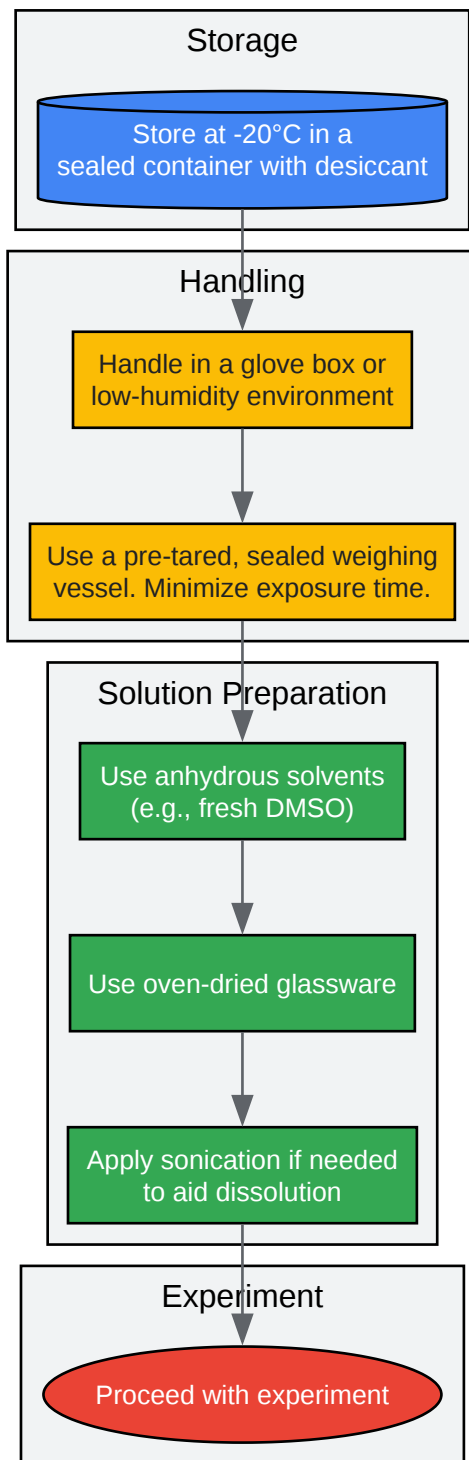 Storage
Store at -20°C in a
sealed container with desiccant
Handling
Handle in a glove box or
low-humidity environment
Use a pre-tared, sealed weighing
vessel. Minimize exposure time.
Solution Preparation
Use anhydrous solvents
(e.g., fresh DMSO)
Use oven-dried glassware
Apply sonication if needed
to aid dissolution
Experiment
Proceed with experiment